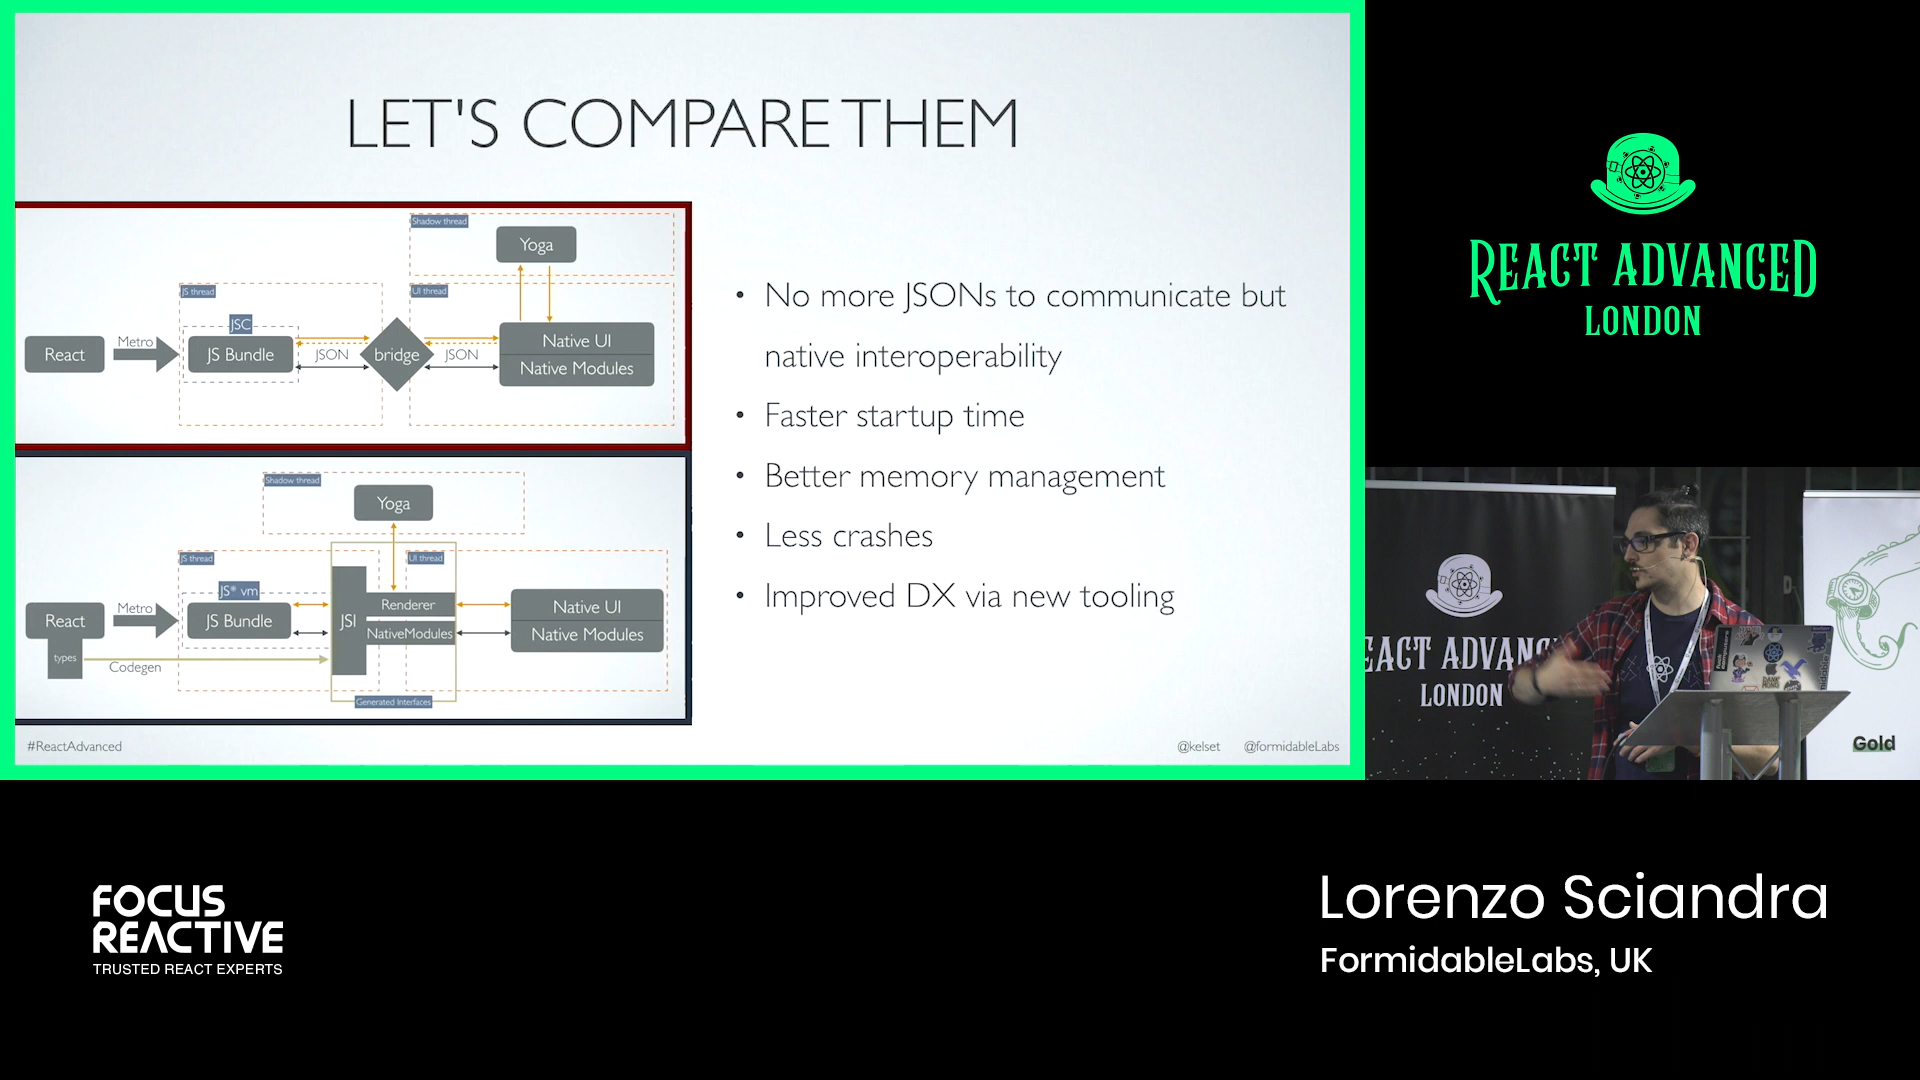 LET'S COMPARE THEM
Shadow thread
Yoga
JS thread
UI thread
JSC
React
Metro
JS Bundle
JSON
bridge
JSON
Native UI
Native Modules
Shadow thread
Yoga
JS thread
UI thread
JS* vm
React
Metro
JS Bundle
JSI
Renderer
NativeModules
Native UI
Native Modules
types
Codegen
Generated Interfaces
• No more JSONs to communicate but
native interoperability
• Faster startup time
• Better memory management
• Less crashes
• Improved DX via new tooling
#ReactAdvanced
@kelset
@formidableLabs
REACT ADVANCED
LONDON
EACT ADVANC
LONDON
Gold
FOCUS
REACTIVE
TRUSTED REACT EXPERTS
Lorenzo Sciandra
FormidableLabs, UK